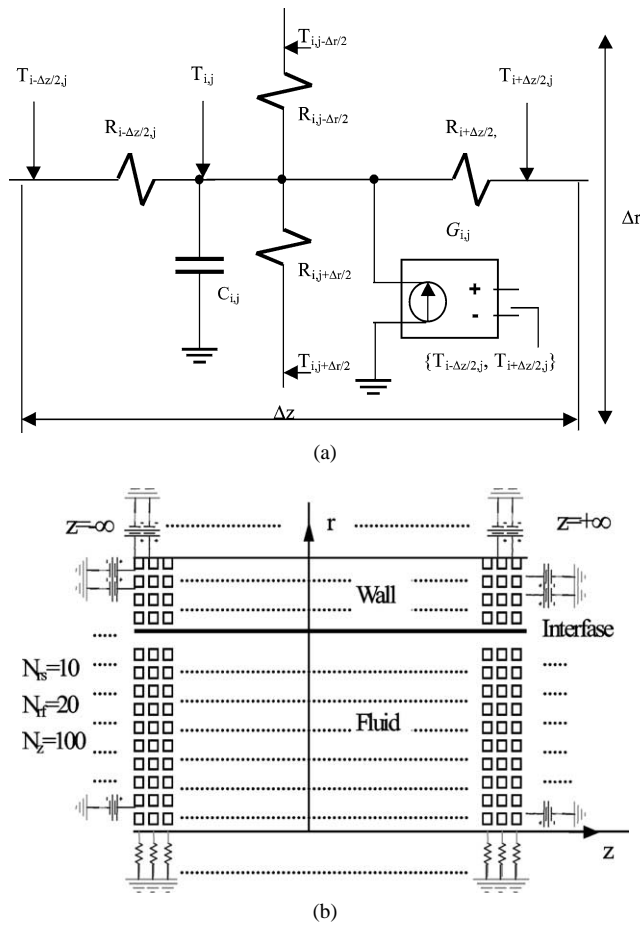 T_{i,j-Δr/2}
T_{i-Δz/2,j}
T_{i,j}
T_{i+Δz/2,j}
R_{i-Δz/2,j}
R_{i,j-Δr/2}
R_{i+Δz/2,}
G_{i,j}
Δr
R_{i,j+Δr/2}
C_{i,j}
+
-
T_{i,j+Δr/2}
{T_{i-Δz/2,j}, T_{i+Δz/2,j}}
Δz
(a)
z=-∞
r
z=+∞
Wall
Interfase
N_{rs}=10
N_{rf}=20
Fluid
N_z=100
z
(b)